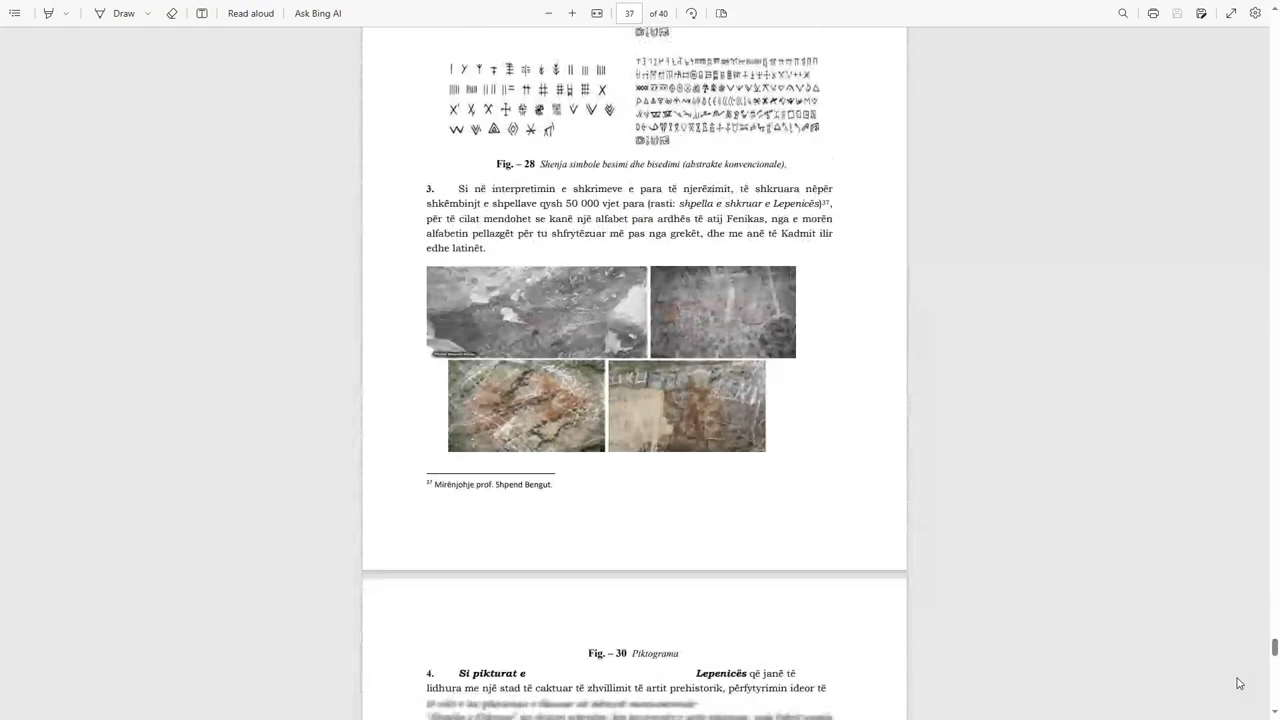 Draw
Read aloud
Ask Bing AI
37 of 40
Fig. – 28 Shenja simbole besimi dhe bisedimi (abstrakte konvencionale).
3. Si në interpretimin e shkrimeve e para të njerëzimit, të shkruara nëpër
shkëmbinjt e shpellave qysh 50 000 vjet para (rasti: shpella e shkruar e Lepenicës)³⁷,
për të cilat mendohet se kanë një alfabet para ardhës të atij Fenikas, nga e morën
alfabetin pellazgët për tu shfrytëzuar më pas nga grekët, dhe me anë të Kadmit ilir
edhe latinët.
³⁷ Mirënjohje prof. Shpend Bengut.
Fig. – 30 Piktograma
4. Si pikturat e Lepenicës që janë të
lidhura me një stad të caktuar të zhvillimit të artit prehistorik, përfytyrimin ideor të